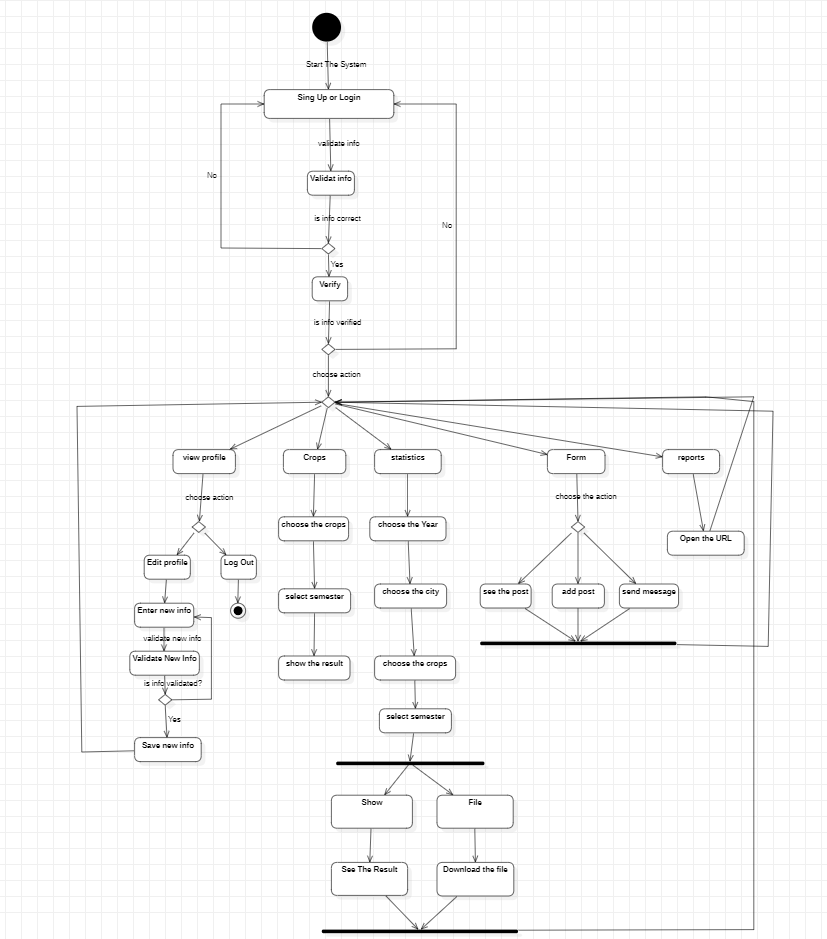 Start The System
Sing Up or Login
validate info
Validat info
No
is info correct
No
Yes
Verify
is info verified
choose action
view profile
Crops
statistics
Form
reports
choose action
choose the action
choose the crops
choose the Year
Open the URL
Edit profile
Log Out
select semester
choose the city
see the post
add post
send message
Enter new info
validate new info
Validate New Info
show the result
choose the crops
is info validated?
select semester
Yes
Save new info
Show
File
See The Result
Download the file